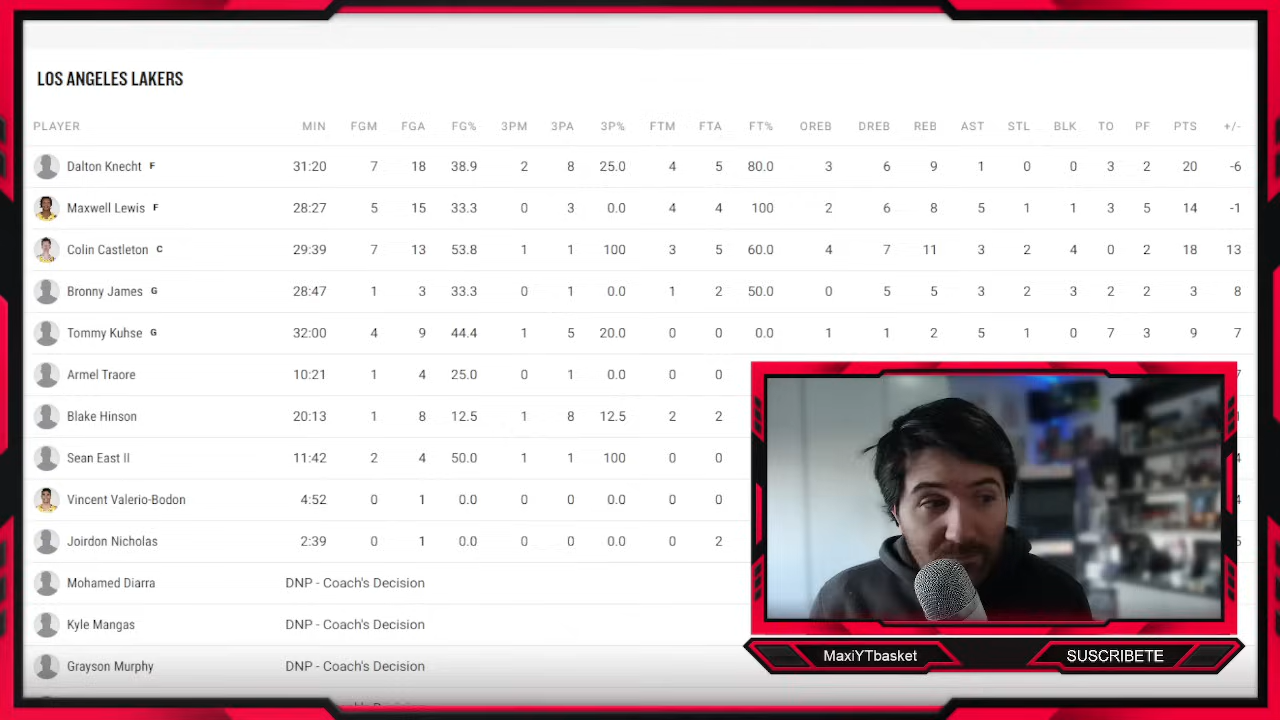 LOS ANGELES LAKERS
PLAYER MIN FGM FGA FG% 3PM 3PA 3P% FTM FTA FT% OREB DREB REB AST STL BLK TO PF PTS +/-
Dalton Knecht F 31:20 7 18 38.9 2 8 25.0 4 5 80.0 3 6 9 1 0 0 3 2 20 -6
Maxwell Lewis F 28:27 5 15 33.3 0 3 0.0 4 4 100 2 6 8 5 1 1 3 5 14 -1
Colin Castleton C 29:39 7 13 53.8 1 1 100 3 5 60.0 4 7 11 3 2 4 0 2 18 13
Bronny James G 28:47 1 3 33.3 0 1 0.0 1 2 50.0 0 5 5 3 2 3 2 2 3 8
Tommy Kuhse G 32:00 4 9 44.4 1 5 20.0 0 0 0.0 1 1 2 5 1 0 7 3 9 7
Armel Traore 10:21 1 4 25.0 0 1 0.0 0 0
Blake Hinson 20:13 1 8 12.5 1 8 12.5 2 2
Sean East II 11:42 2 4 50.0 1 1 100 0 0
Vincent Valerio-Bodon 4:52 0 1 0.0 0 0 0.0 0 0
Joirdon Nicholas 2:39 0 1 0.0 0 0 0.0 0 2
Mohamed Diarra DNP - Coach's Decision
Kyle Mangas DNP - Coach's Decision
Grayson Murphy DNP - Coach's Decision
MaxiYTbasket SUSCRIBETE